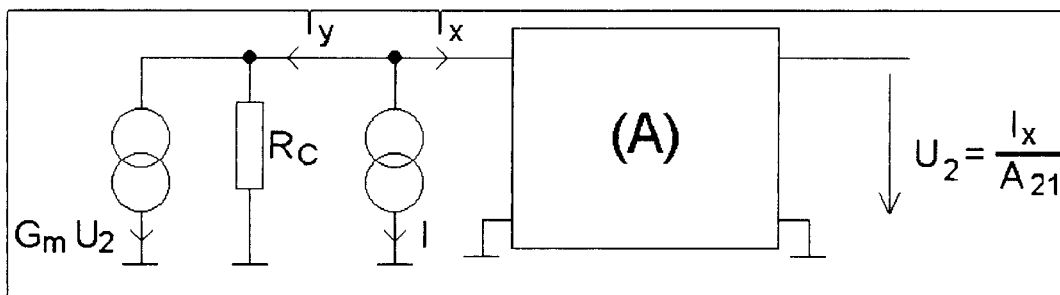 I_y I_x
R_C
(A)
U_2 = I_x / A_21
G_m U_2
I